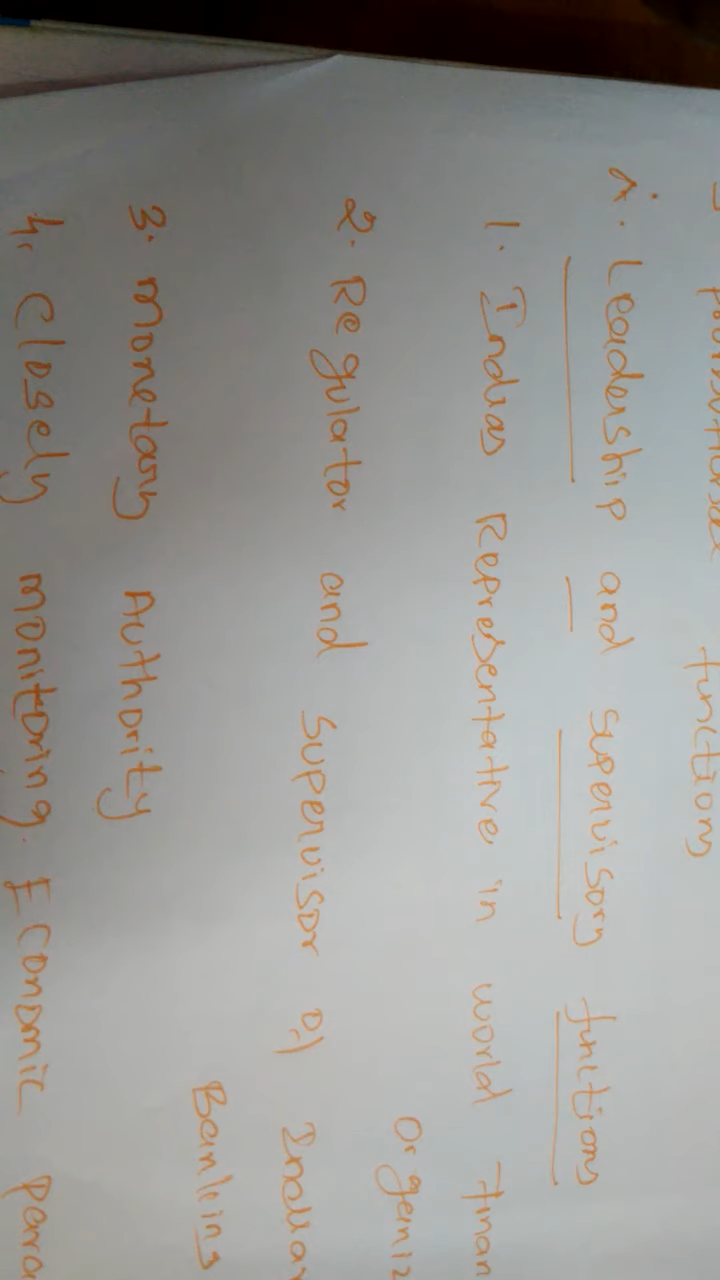 functions
i. Leadership and supervisory functions
1. Indias Representative in world Finan
Organiz
2. Regulator and Supervisor of Indian
Banking
3. Monetary Authority
4. Closely monitoring Economic para